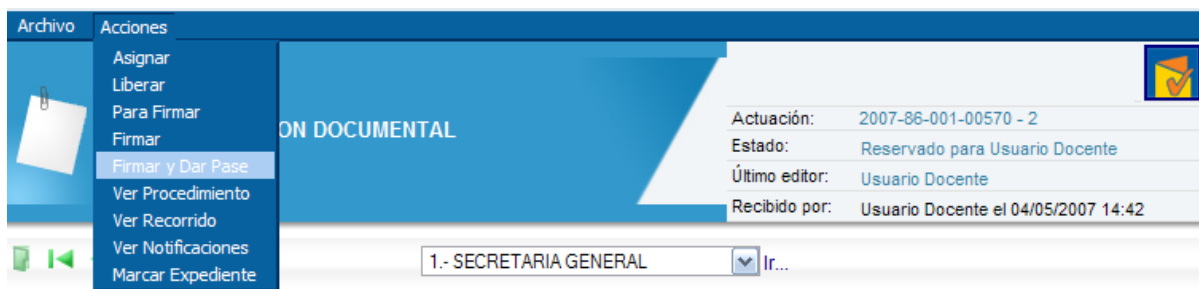 Archivo Acciones
Asignar
Liberar
Para Firmar
Firmar
Firmar y Dar Pase
Ver Procedimiento
Ver Recorrido
Ver Notificaciones
Marcar Expediente
ON DOCUMENTAL
Actuación: 2007-86-001-00570 - 2
Estado: Reservado para Usuario Docente
Último editor: Usuario Docente
Recibido por: Usuario Docente el 04/05/2007 14:42
1.- SECRETARIA GENERAL Ir...